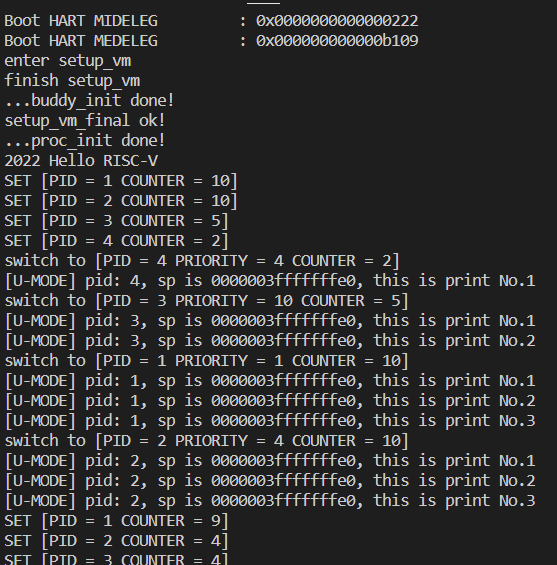 Boot HART MIDELEG         : 0x0000000000000222
Boot HART MEDELEG         : 0x000000000000b109
enter setup_vm
finish setup_vm
...buddy_init done!
setup_vm_final ok!
...proc_init done!
2022 Hello RISC-V
SET [PID = 1 COUNTER = 10]
SET [PID = 2 COUNTER = 10]
SET [PID = 3 COUNTER = 5]
SET [PID = 4 COUNTER = 2]
switch to [PID = 4 PRIORITY = 4 COUNTER = 2]
[U-MODE] pid: 4, sp is 0000003fffffffe0, this is print No.1
switch to [PID = 3 PRIORITY = 10 COUNTER = 5]
[U-MODE] pid: 3, sp is 0000003fffffffe0, this is print No.1
[U-MODE] pid: 3, sp is 0000003fffffffe0, this is print No.2
switch to [PID = 1 PRIORITY = 1 COUNTER = 10]
[U-MODE] pid: 1, sp is 0000003fffffffe0, this is print No.1
[U-MODE] pid: 1, sp is 0000003fffffffe0, this is print No.2
[U-MODE] pid: 1, sp is 0000003fffffffe0, this is print No.3
switch to [PID = 2 PRIORITY = 4 COUNTER = 10]
[U-MODE] pid: 2, sp is 0000003fffffffe0, this is print No.1
[U-MODE] pid: 2, sp is 0000003fffffffe0, this is print No.2
[U-MODE] pid: 2, sp is 0000003fffffffe0, this is print No.3
SET [PID = 1 COUNTER = 9]
SET [PID = 2 COUNTER = 4]
SET [PID = 3 COUNTER = 4]